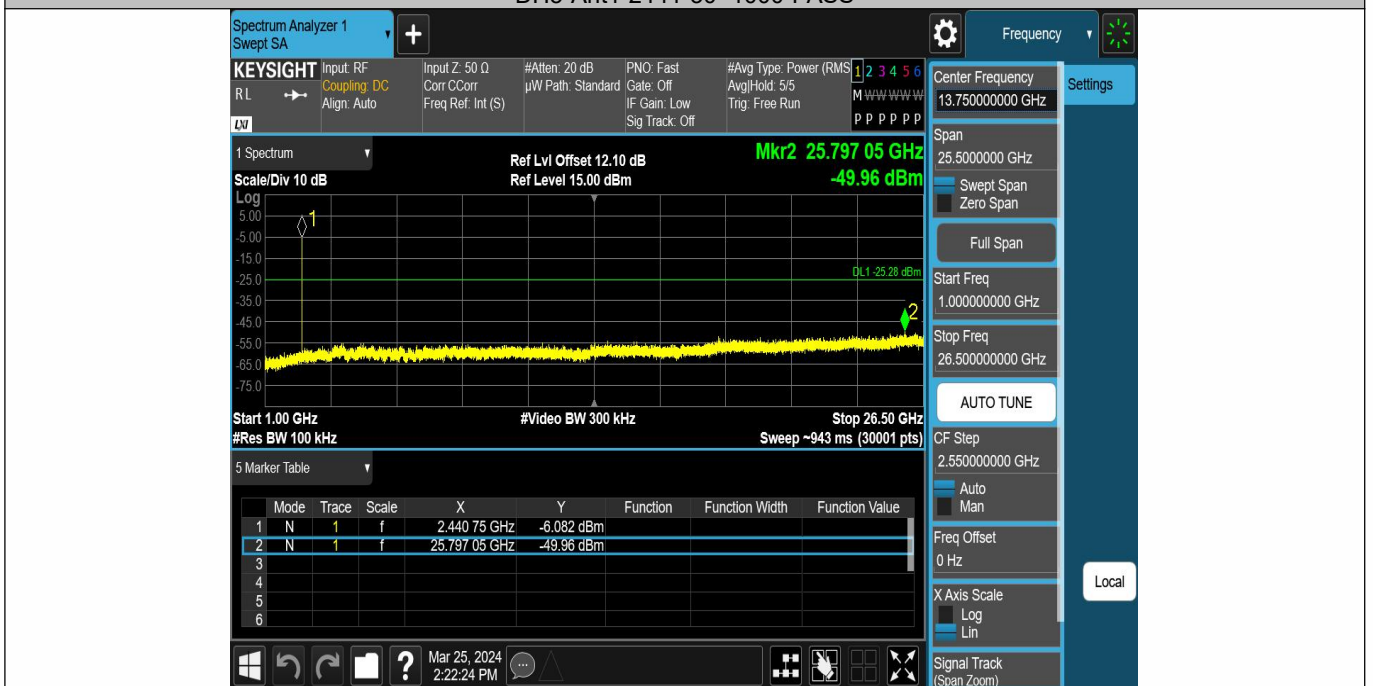 Spectrum Analyzer 1
Swept SA
+
Frequency
KEYSIGHT
RL
LXI
Input: RF
Coupling: DC
Align: Auto
Input Z: 50 Ω
Corr CCorr
Freq Ref: Int (S)
#Atten: 20 dB
µW Path: Standard
PNO: Fast
Gate: Off
IF Gain: Low
Sig Track: Off
#Avg Type: Power (RMS
Avg|Hold: 5/5
Trig: Free Run
1 2 3 4 5 6
M W W W W W
P P P P P P
1 Spectrum
Scale/Div 10 dB
Ref Lvl Offset 12.10 dB
Ref Level 15.00 dBm
Mkr2 25.797 05 GHz
-49.96 dBm
Log
5.00
-5.00
-15.0
-25.0
-35.0
-45.0
-55.0
-65.0
-75.0
1
DL1 -25.28 dBm
2
Start 1.00 GHz
#Res BW 100 kHz
#Video BW 300 kHz
Stop 26.50 GHz
Sweep ~943 ms (30001 pts)
5 Marker Table
Mode Trace Scale X Y Function Function Width Function Value
1 N 1 f 2.440 75 GHz -6.082 dBm
2 N 1 f 25.797 05 GHz -49.96 dBm
3
4
5
6
Mar 25, 2024
2:22:24 PM
?
Center Frequency
13.750000000 GHz
Settings
Span
25.5000000 GHz
Swept Span
Zero Span
Full Span
Start Freq
1.000000000 GHz
Stop Freq
26.500000000 GHz
AUTO TUNE
CF Step
2.550000000 GHz
Auto
Man
Freq Offset
0 Hz
X Axis Scale
Log
Lin
Local
Signal Track
(Span Zoom)